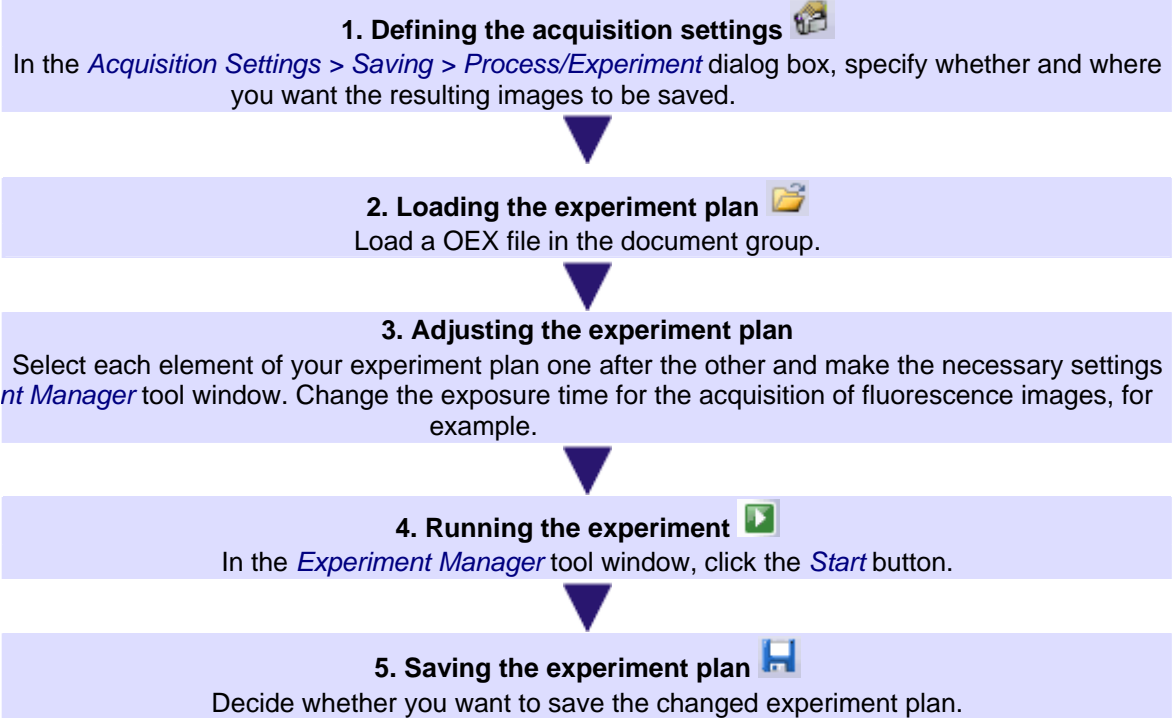 1. Defining the acquisition settings
In the Acquisition Settings > Saving > Process/Experiment dialog box, specify whether and where
you want the resulting images to be saved.
2. Loading the experiment plan
Load a OEX file in the document group.
3. Adjusting the experiment plan
Select each element of your experiment plan one after the other and make the necessary settings
nt Manager tool window. Change the exposure time for the acquisition of fluorescence images, for
example.
4. Running the experiment
In the Experiment Manager tool window, click the Start button.
5. Saving the experiment plan
Decide whether you want to save the changed experiment plan.